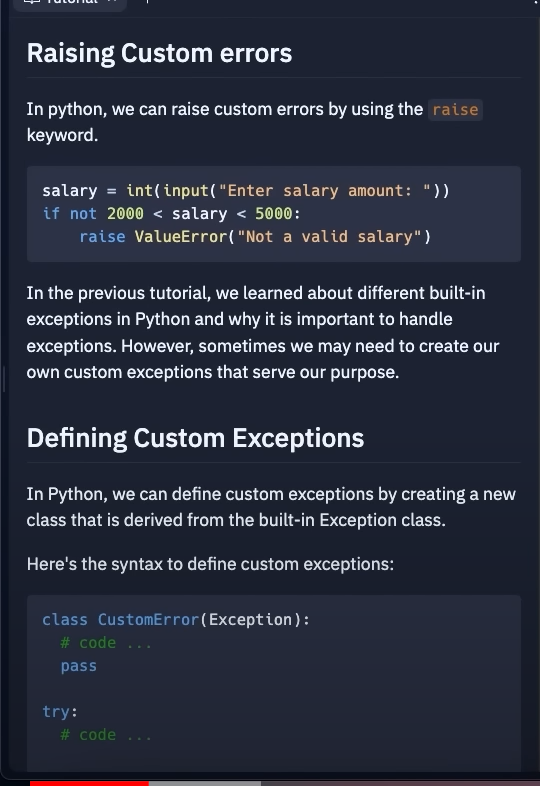 Tutorial
Raising Custom errors
In python, we can raise custom errors by using the raise
keyword.
salary = int(input("Enter salary amount: "))
if not 2000 < salary < 5000:
    raise ValueError("Not a valid salary")
In the previous tutorial, we learned about different built-in
exceptions in Python and why it is important to handle
exceptions. However, sometimes we may need to create our
own custom exceptions that serve our purpose.
Defining Custom Exceptions
In Python, we can define custom exceptions by creating a new
class that is derived from the built-in Exception class.
Here's the syntax to define custom exceptions:
class CustomError(Exception):
  # code ...
  pass
try:
  # code ...